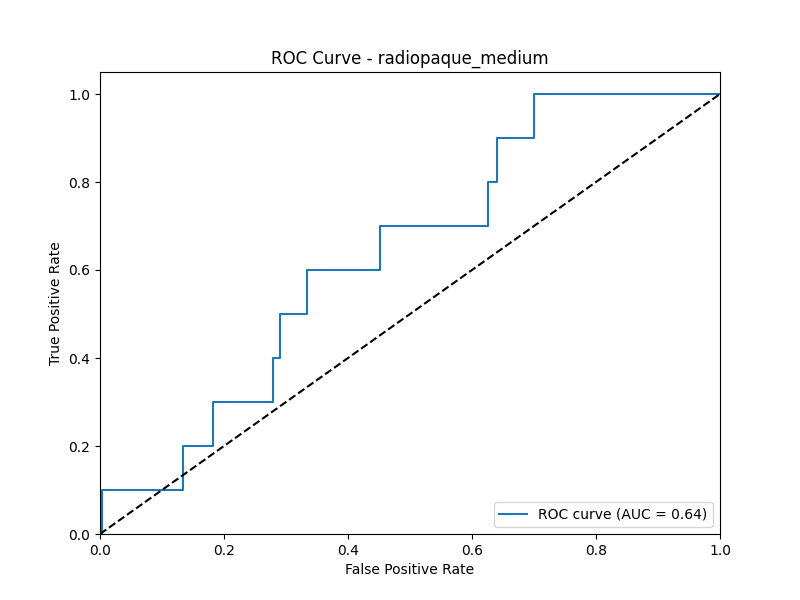 ROC Curve - radiopaque_medium
True Positive Rate
1.0
0.8
0.6
0.4
0.2
0.0
ROC curve (AUC = 0.64)
0.0 0.2 0.4 0.6 0.8 1.0
False Positive Rate